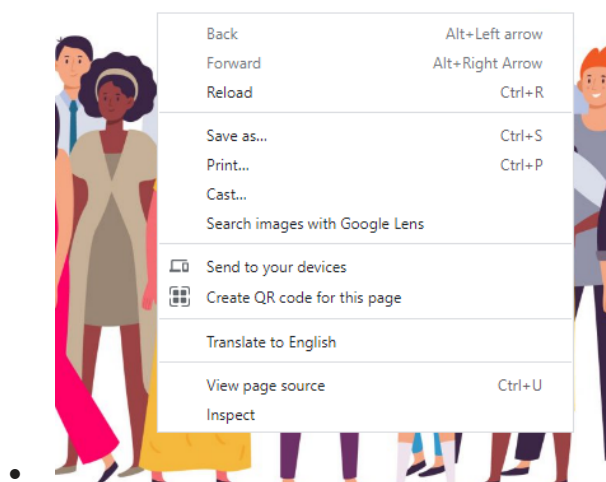 Back Alt+Left arrow
Forward Alt+Right Arrow
Reload Ctrl+R
Save as... Ctrl+S
Print... Ctrl+P
Cast...
Search images with Google Lens
Send to your devices
Create QR code for this page
Translate to English
View page source Ctrl+U
Inspect